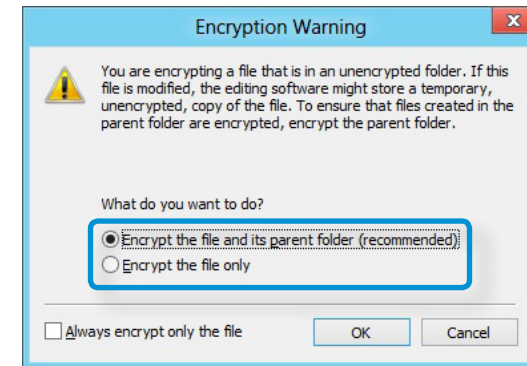 Encryption Warning
x
You are encrypting a file that is in an unencrypted folder. If this
file is modified, the editing software might store a temporary,
unencrypted, copy of the file. To ensure that files created in the
parent folder are encrypted, encrypt the parent folder.
What do you want to do?
Encrypt the file and its parent folder (recommended)
Encrypt the file only
Always encrypt only the file
OK
Cancel